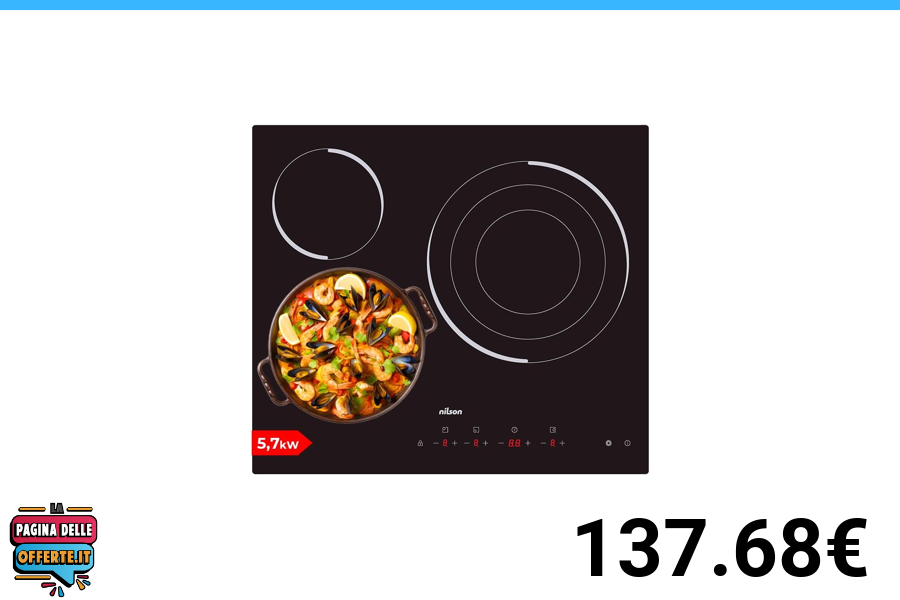 nilson
5,7kW
LA
PAGINA DELLE
OFFERTE.IT
137.68€